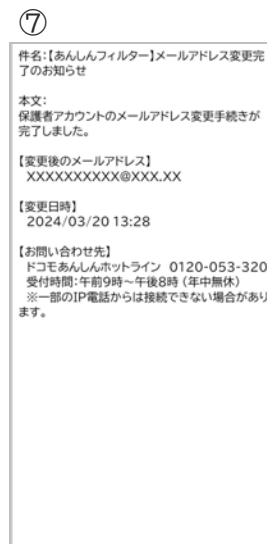 ⑦
件名:【あんしんフィルター】メールアドレス変更完
了のお知らせ
本文:
保護者アカウントのメールアドレス変更手続きが
完了しました。
【変更後のメールアドレス】
XXXXXXXXXX@XXX.XX
【変更日時】
2024/03/20 13:28
【お問い合わせ先】
ドコモあんしんホットライン 0120-053-320
受付時間:午前9時~午後8時 (年中無休)
※一部のIP電話からは接続できない場合があり
ます。